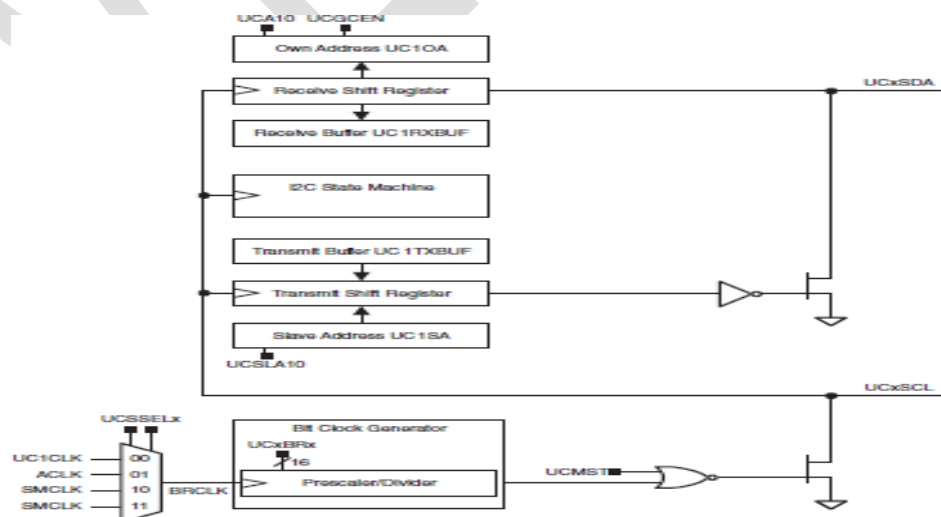 UCA10 UCGCEN
Own Address UC1OA
UCxSDA
Receive Shift Register
Receive Buffer UC1RXBUF
I2C State Machine
Transmit Buffer UC1TXBUF
Transmit Shift Register
Slave Address UC1SA
UCSLA10
UCxSCL
UCSSELx
Bit Clock Generator
UCxBRx
UC1CLK 00
16
UCMST
ACLK 01
Prescaler/Divider
SMCLK 10 BRCLK
SMCLK 11